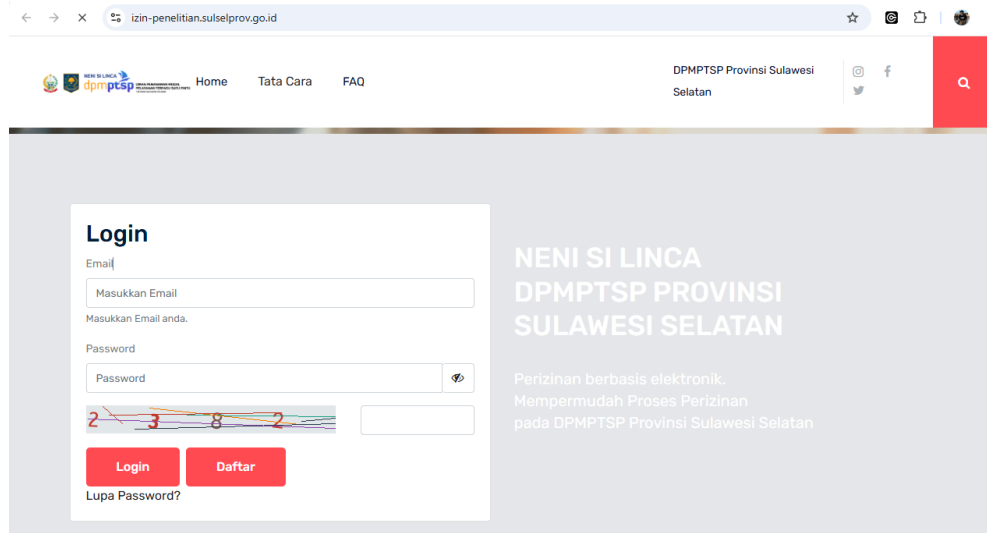 izin-penelitian.sulselprov.go.id
NENI SI LINCA
dpmptsp
Home
Tata Cara
FAQ
DPMPTSP Provinsi Sulawesi
Selatan
Login
Email
Masukkan Email
Masukkan Email anda.
Password
Password
2 3 8 2
Login
Daftar
Lupa Password?
NENI SI LINCA
DPMPTSP PROVINSI
SULAWESI SELATAN
Perizinan berbasis elektronik.
Mempermudah Proses Perizinan
pada DPMPTSP Provinsi Sulawesi Selatan